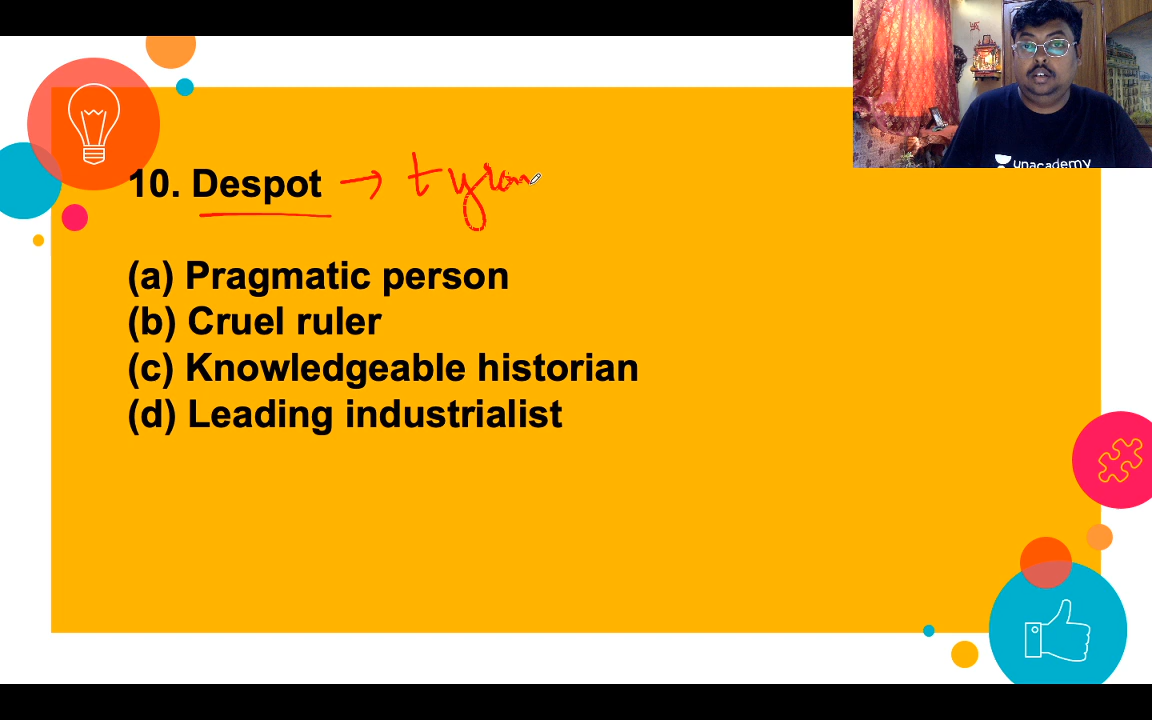 unacademy
10. Despot → tyran
(a) Pragmatic person
(b) Cruel ruler
(c) Knowledgeable historian
(d) Leading industrialist